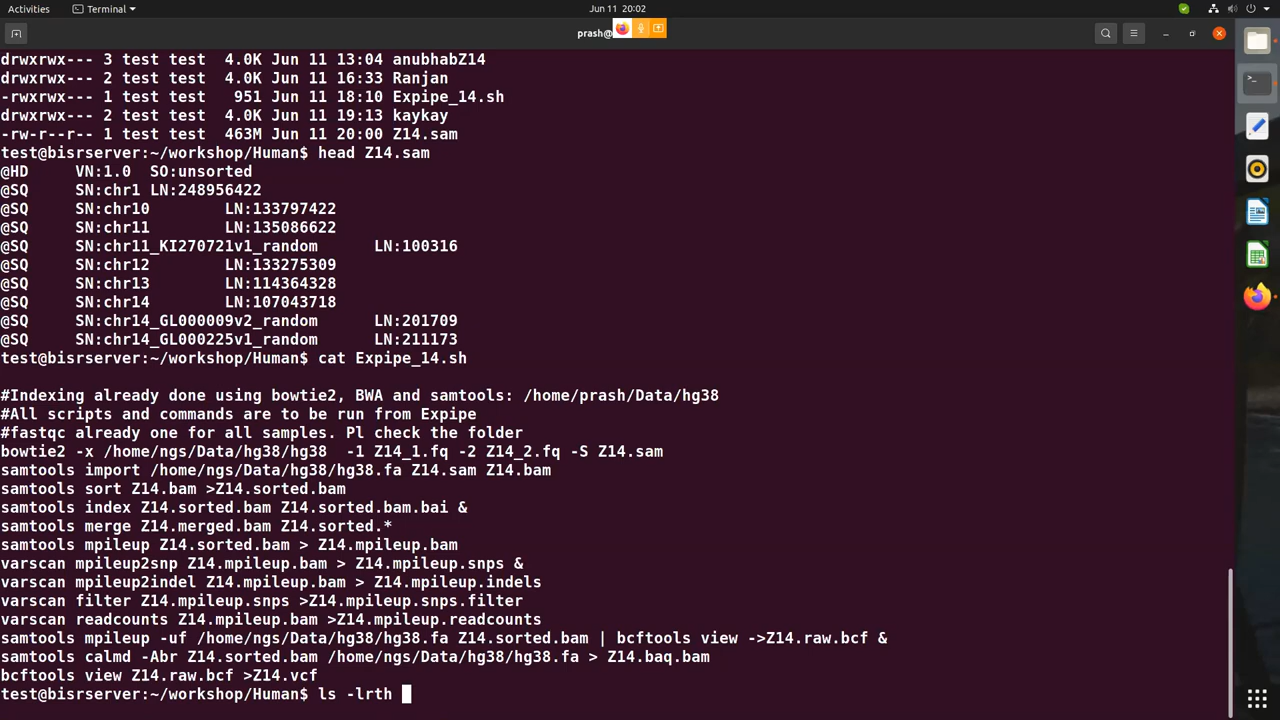 Activities Terminal Jun 11 20:02
prash@
drwxrwx--- 3 test test  4.0K Jun 11 13:04 anubhabZ14
drwxrwx--- 2 test test  4.0K Jun 11 16:33 Ranjan
-rwxrwx--- 1 test test   951 Jun 11 18:10 Expipe_14.sh
drwxrwx--- 2 test test  4.0K Jun 11 19:13 kaykay
-rw-r--r-- 1 test test  463M Jun 11 20:00 Z14.sam
test@bisrserver:~/workshop/Human$ head Z14.sam
@HD     VN:1.0  SO:unsorted
@SQ     SN:chr1 LN:248956422
@SQ     SN:chr10        LN:133797422
@SQ     SN:chr11        LN:135086622
@SQ     SN:chr11_KI270721v1_random      LN:100316
@SQ     SN:chr12        LN:133275309
@SQ     SN:chr13        LN:114364328
@SQ     SN:chr14        LN:107043718
@SQ     SN:chr14_GL000009v2_random      LN:201709
@SQ     SN:chr14_GL000225v1_random      LN:211173
test@bisrserver:~/workshop/Human$ cat Expipe_14.sh
#Indexing already done using bowtie2, BWA and samtools: /home/prash/Data/hg38
#All scripts and commands are to be run from Expipe
#fastqc already one for all samples. Pl check the folder
bowtie2 -x /home/ngs/Data/hg38/hg38  -1 Z14_1.fq -2 Z14_2.fq -S Z14.sam
samtools import /home/ngs/Data/hg38/hg38.fa Z14.sam Z14.bam
samtools sort Z14.bam >Z14.sorted.bam
samtools index Z14.sorted.bam Z14.sorted.bam.bai &
samtools merge Z14.merged.bam Z14.sorted.*
samtools mpileup Z14.sorted.bam > Z14.mpileup.bam
varscan mpileup2snp Z14.mpileup.bam > Z14.mpileup.snps &
varscan mpileup2indel Z14.mpileup.bam > Z14.mpileup.indels
varscan filter Z14.mpileup.snps >Z14.mpileup.snps.filter
varscan readcounts Z14.mpileup.bam >Z14.mpileup.readcounts
samtools mpileup -uf /home/ngs/Data/hg38/hg38.fa Z14.sorted.bam | bcftools view ->Z14.raw.bcf &
samtools calmd -Abr Z14.sorted.bam /home/ngs/Data/hg38/hg38.fa > Z14.baq.bam
bcftools view Z14.raw.bcf >Z14.vcf
test@bisrserver:~/workshop/Human$ ls -lrth